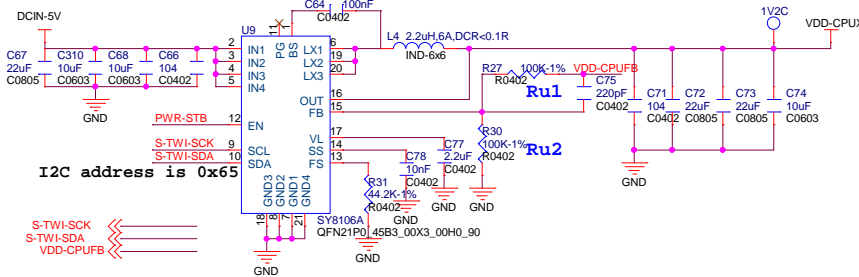 DCIN-5V
C67
22uF
C0805
C310
10uF
C0603
C68
10uF
C0603
C66
104
C0402
GND
U9
C64
100nF
C0402
11
PG
1
BS
2 IN1
3 IN2
4 IN3
5 IN4
LX1 6
LX2 19
LX3 20
L4 2.2uH,6A,DCR<0.1R
IND-6x6
1V2C
VDD-CPUX
R27 100K-1%
R0402
VDD-CPUFB
Ru1
C75
220pF
C0402
OUT 16
FB 15
R30
100K-1%
R0402
Ru2
GND
C71
104
C0402
C72
22uF
C0805
C73
22uF
C0805
C74
10uF
C0603
GND
PWR-STB 12 EN
S-TWI-SCK 9 SCL
S-TWI-SDA 10 SDA
I2C address is 0x65
VL 17
SS 14
FS 13
C77
2.2uF
C0402
GND
C78
10nF
C0402
GND
R31
44.2K-1%
R0402
GND
GND3
GND2
GND1
GND4
18
8
7
21
GND
SY8106A
QFN21P0_45B3_00X3_00H0_90
S-TWI-SCK
S-TWI-SDA
VDD-CPUFB